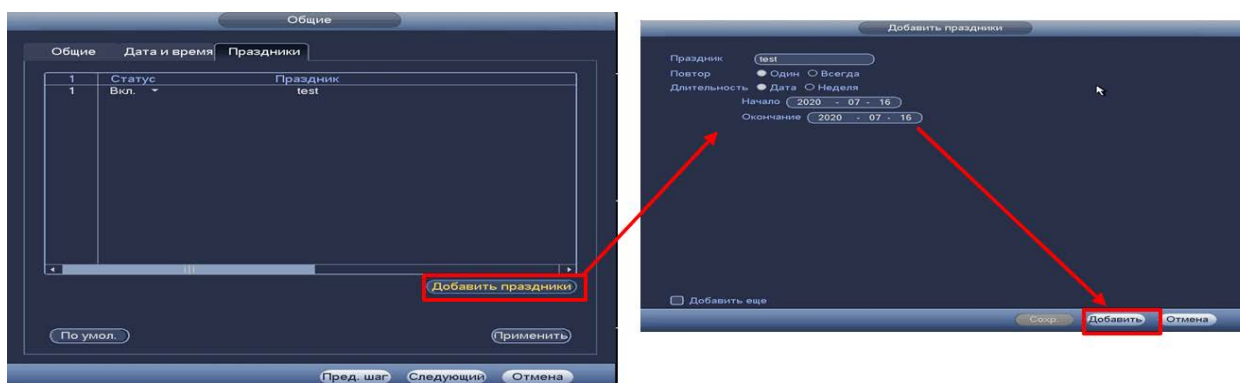 Общие
Общие Дата и время Праздники
1 Статус Праздник
1 Вкл. test
Добавить праздники
По умол. Применить
Пред. шаг Следующий Отмена
Добавить праздники
Праздник test
Повтор Один Всегда
Длительность Дата Неделя
Начало 2020 - 07 - 16
Окончание 2020 - 07 - 16
Добавить еще
Сохр. Добавить Отмена